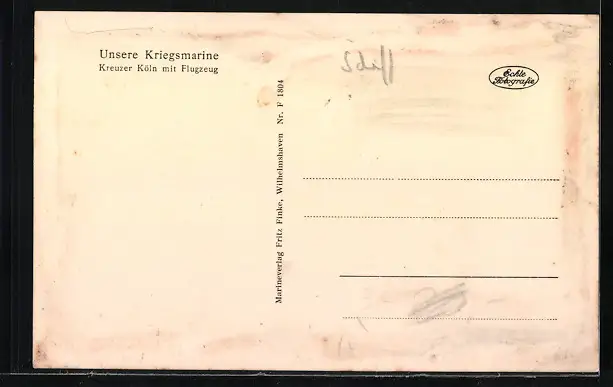 Unsere Kriegsmarine
Kreuzer Köln mit Flugzeug
Marineverlag Fritz Finke, Wilhelmshaven Nr. F 1804
Schiff
Echte
Fotografie